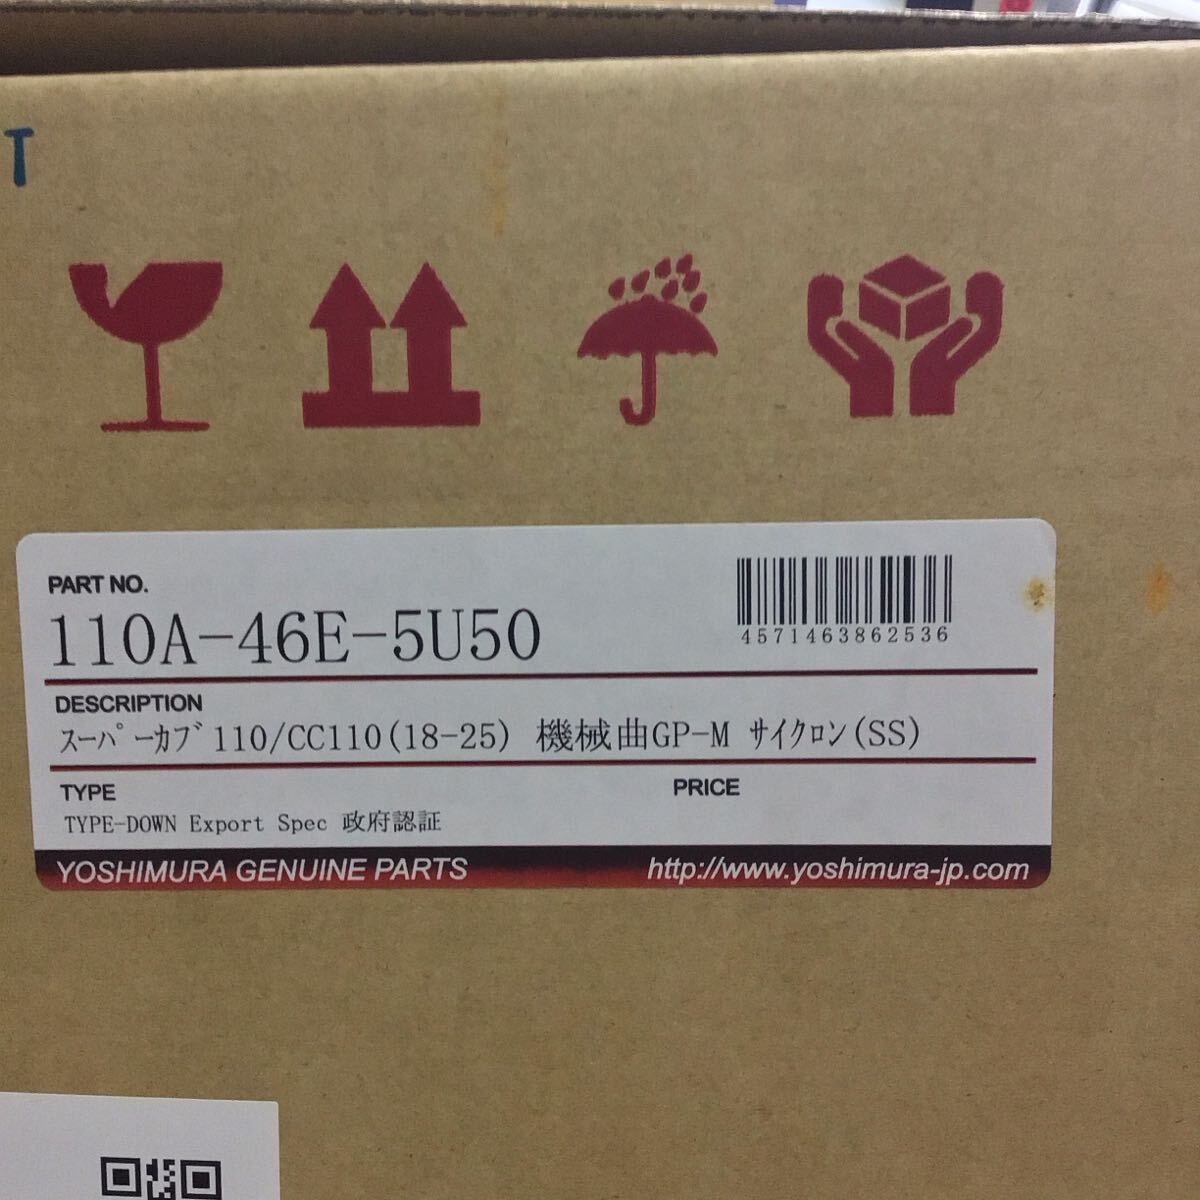 T
PART NO.
110A-46E-5U50
4571463862536
DESCRIPTION
ｽｰﾊﾟｰｶﾌﾞ110/CC110(18-25) 機械曲GP-M ｻｲｸﾛﾝ(SS)
TYPE
PRICE
TYPE-DOWN Export Spec 政府認証
YOSHIMURA GENUINE PARTS
http://www.yoshimura-jp.com